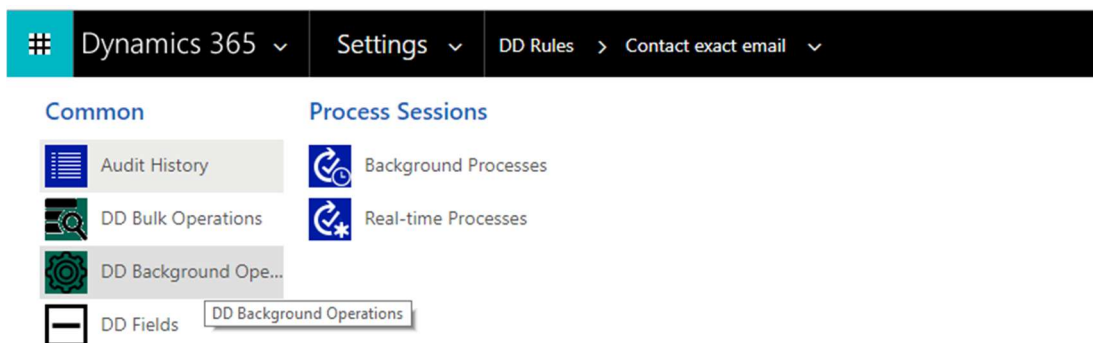 Dynamics 365 Settings DD Rules > Contact exact email
Common Process Sessions
Audit History Background Processes
DD Bulk Operations Real-time Processes
DD Background Ope...
DD Background Operations
DD Fields